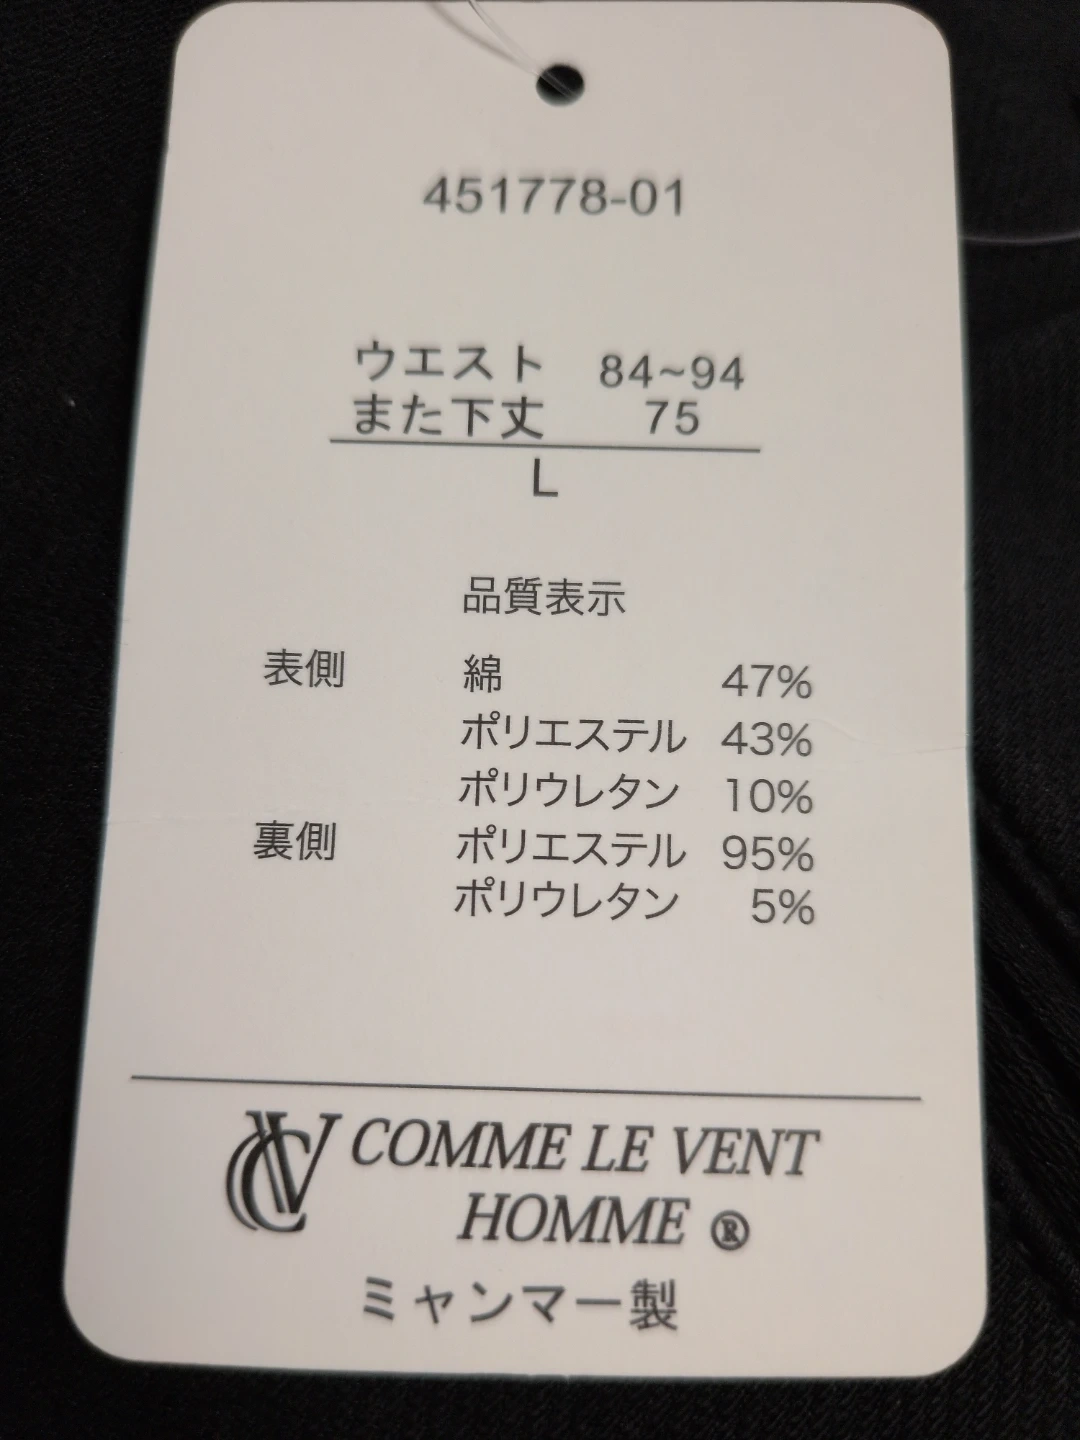 451778-01
ウエスト 84~94
また下丈 75
L
品質表示
表側 綿 47%
ポリエステル 43%
ポリウレタン 10%
裏側 ポリエステル 95%
ポリウレタン 5%
CV COMME LE VENT
HOMME ®
ミャンマー製